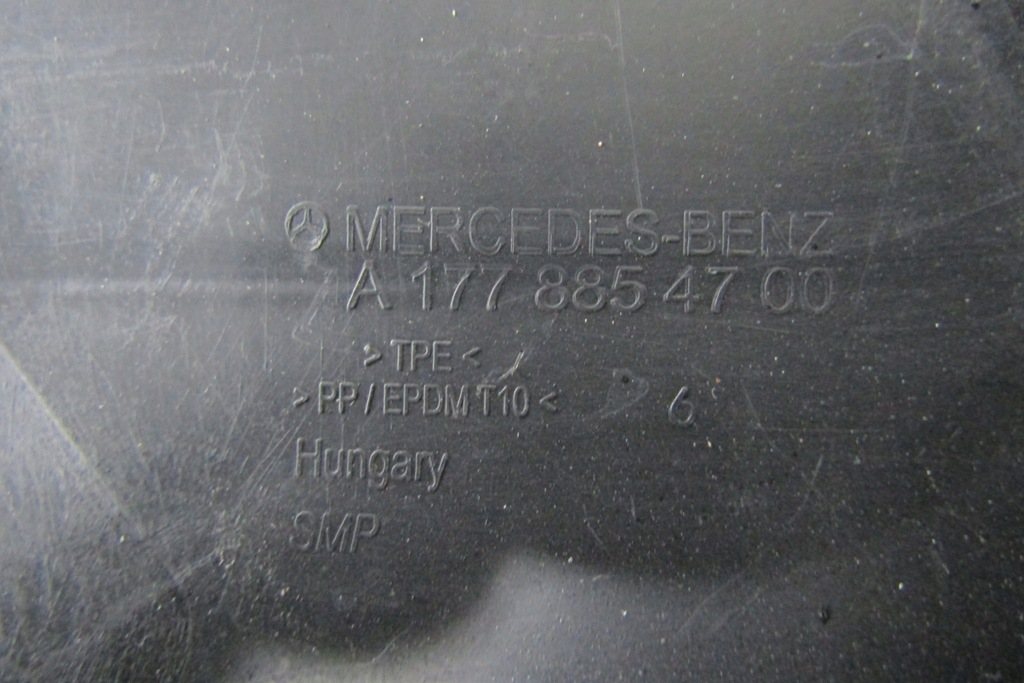 MERCEDES-BENZ
A 177 885 47 00
> TPE <
> PP / EPDM T10 < 6
Hungary
SMP